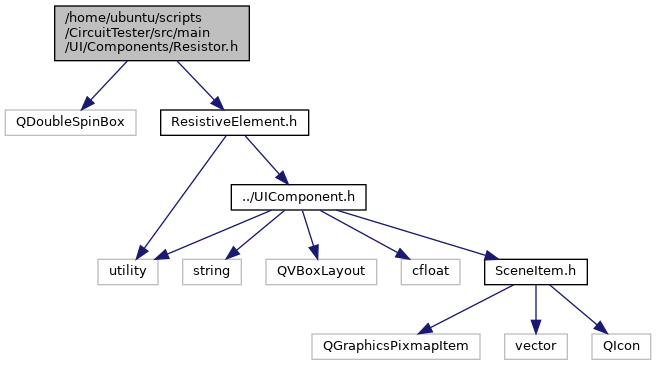 /home/ubuntu/scripts
/CircuitTester/src/main
/UI/Components/Resistor.h
QDoubleSpinBox
ResistiveElement.h
../UIComponent.h
utility
string
QVBoxLayout
cfloat
SceneItem.h
QGraphicsPixmapItem
vector
QIcon